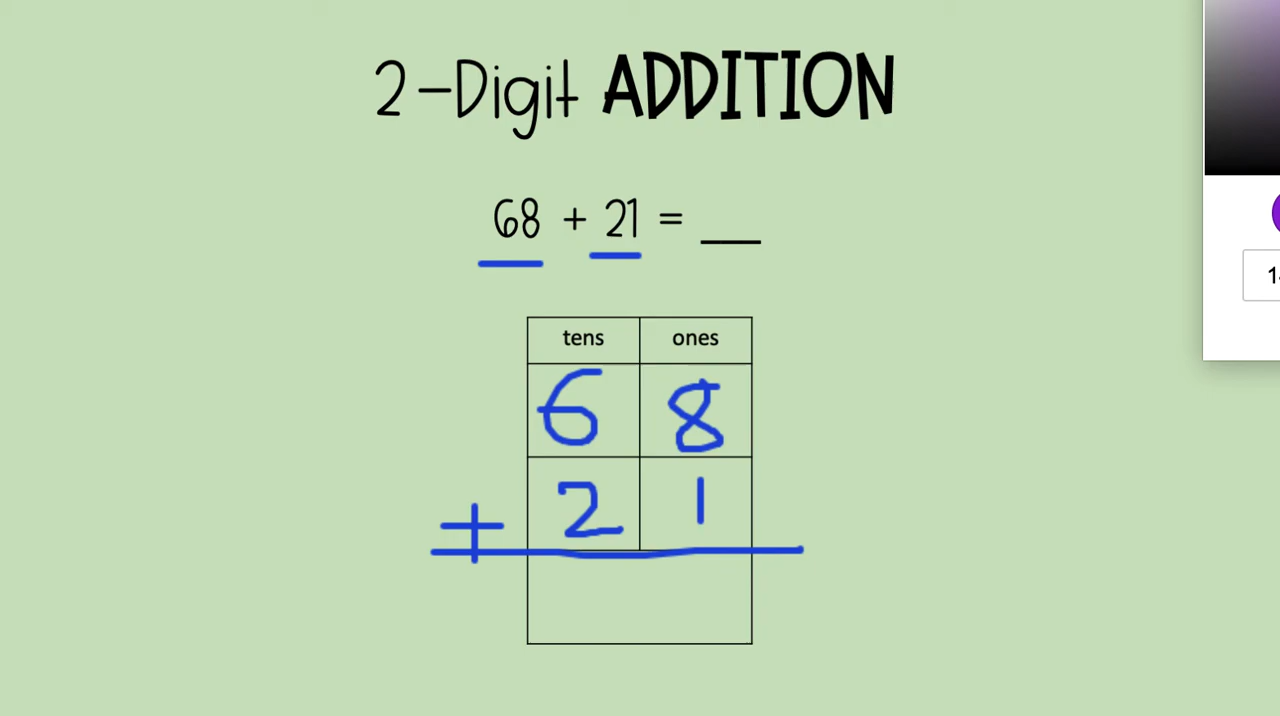 2-Digit ADDITION
68 + 21 = __
tens ones
6 8
+ 2 1